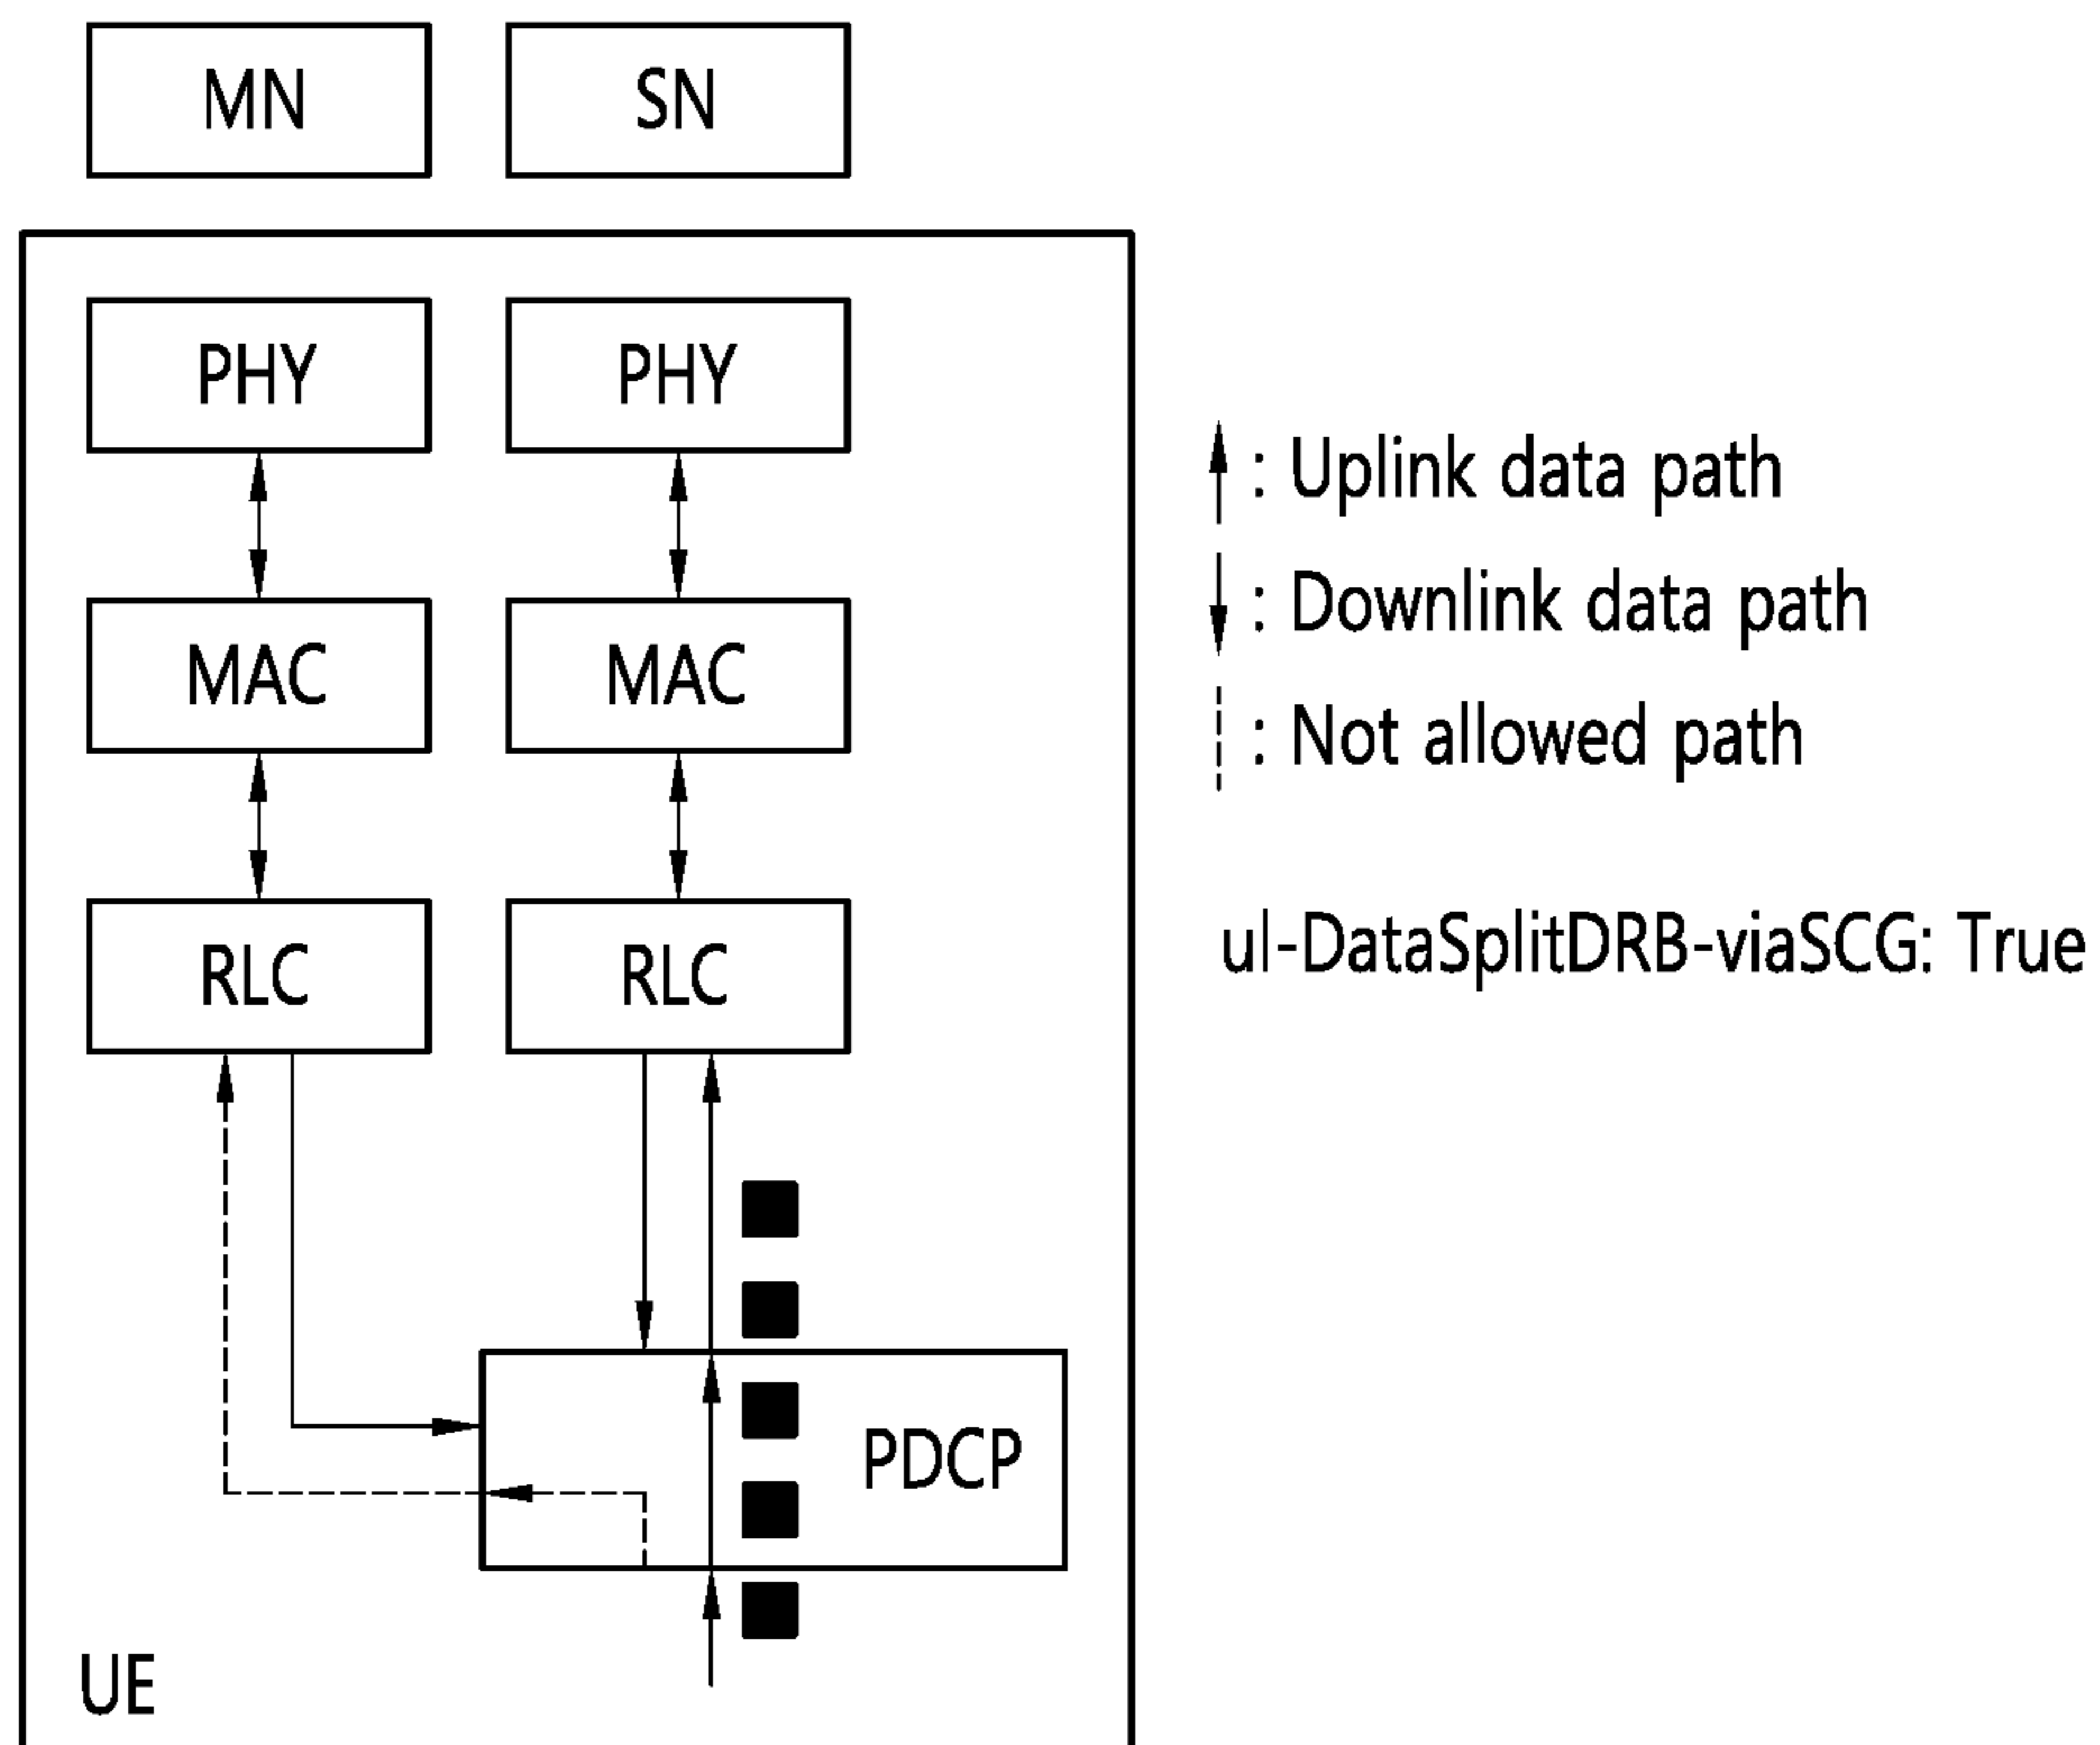 MN
SN
PHY
PHY
MAC
MAC
RLC
RLC
PDCP
UE
: Uplink data path
: Downlink data path
: Not allowed path
ul-DataSplitDRB-viaSCG: True